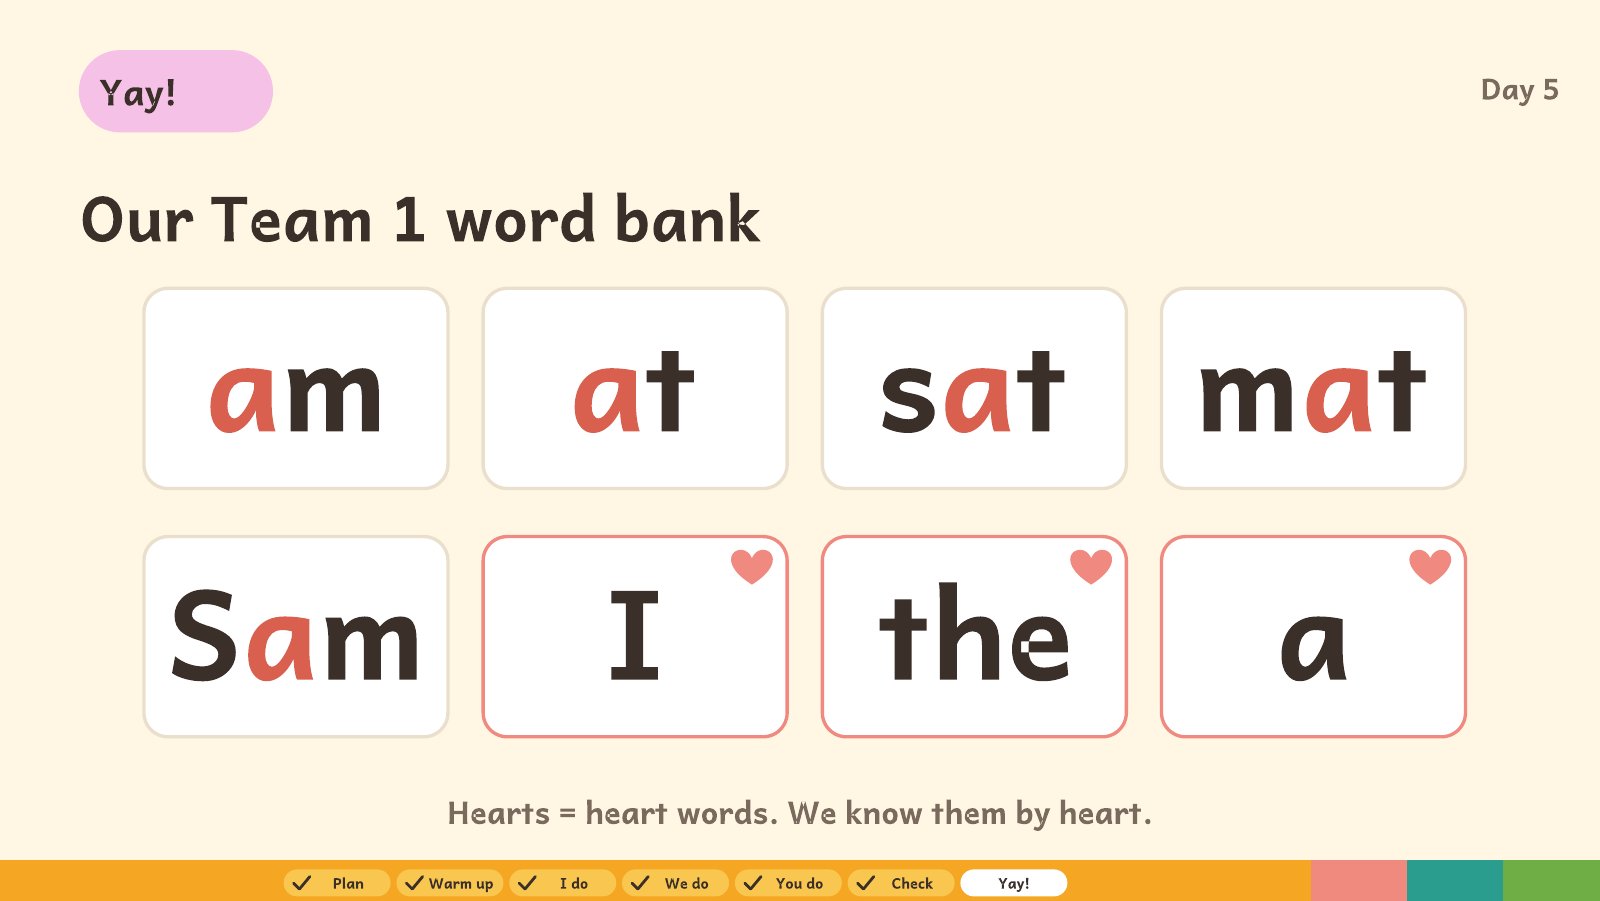 Yay!
Day 5
Our Team 1 word bank
am at sat mat
Sam I the a
Hearts = heart words. We know them by heart.
Plan Warm up I do We do You do Check Yay!